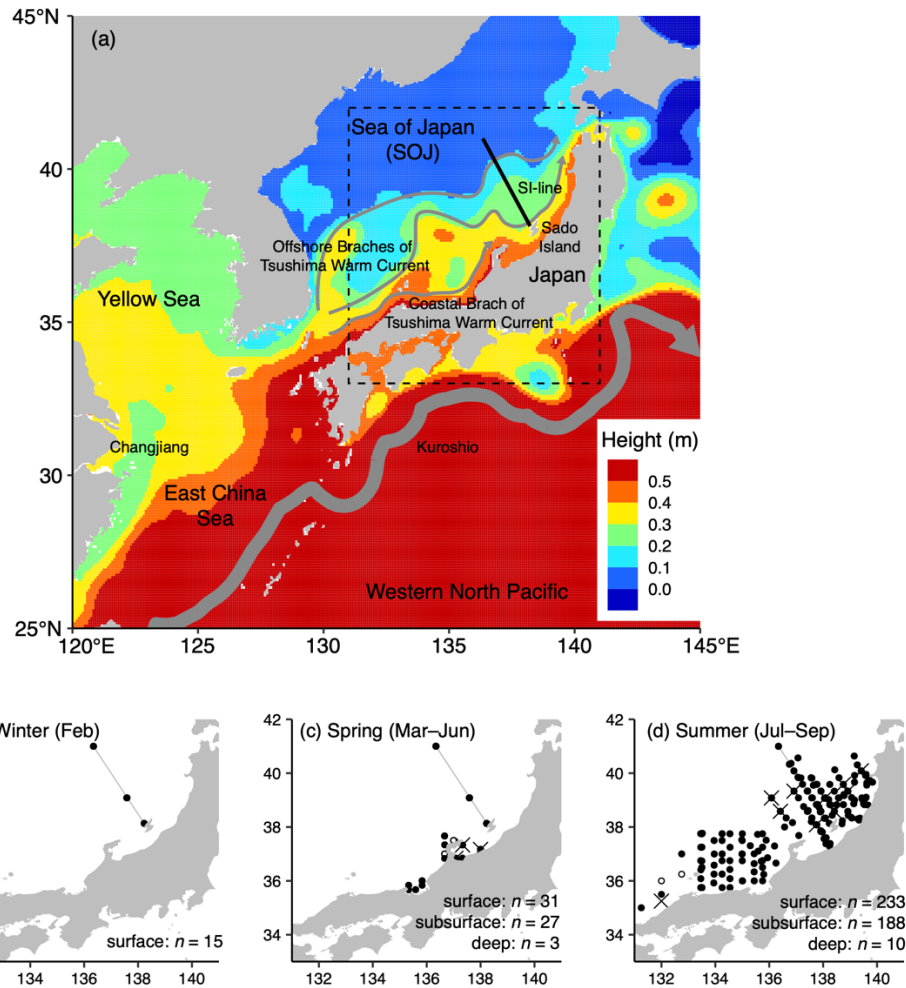 45°N
(a)
Sea of Japan
(SOJ)
40
SI-line
Offshore Braches of
Tsushima Warm Current
Sado
Island
Japan
Yellow Sea
Coastal Brach of
Tsushima Warm Current
35
Height (m)
Changjiang
Kuroshio
0.5
30
0.4
East China
Sea
0.3
0.2
0.1
Western North Pacific
0.0
25°N
120°E
125
130
135
140
145°E
Winter (Feb)
surface: n = 15
134
136
138
140
42
(c) Spring (Mar–Jun)
40
38
36
surface: n = 31
subsurface: n = 27
34
deep: n = 3
132
134
136
138
140
42
(d) Summer (Jul–Sep)
40
38
36
surface: n = 233
subsurface: n = 188
34
deep: n = 10
132
134
136
138
140